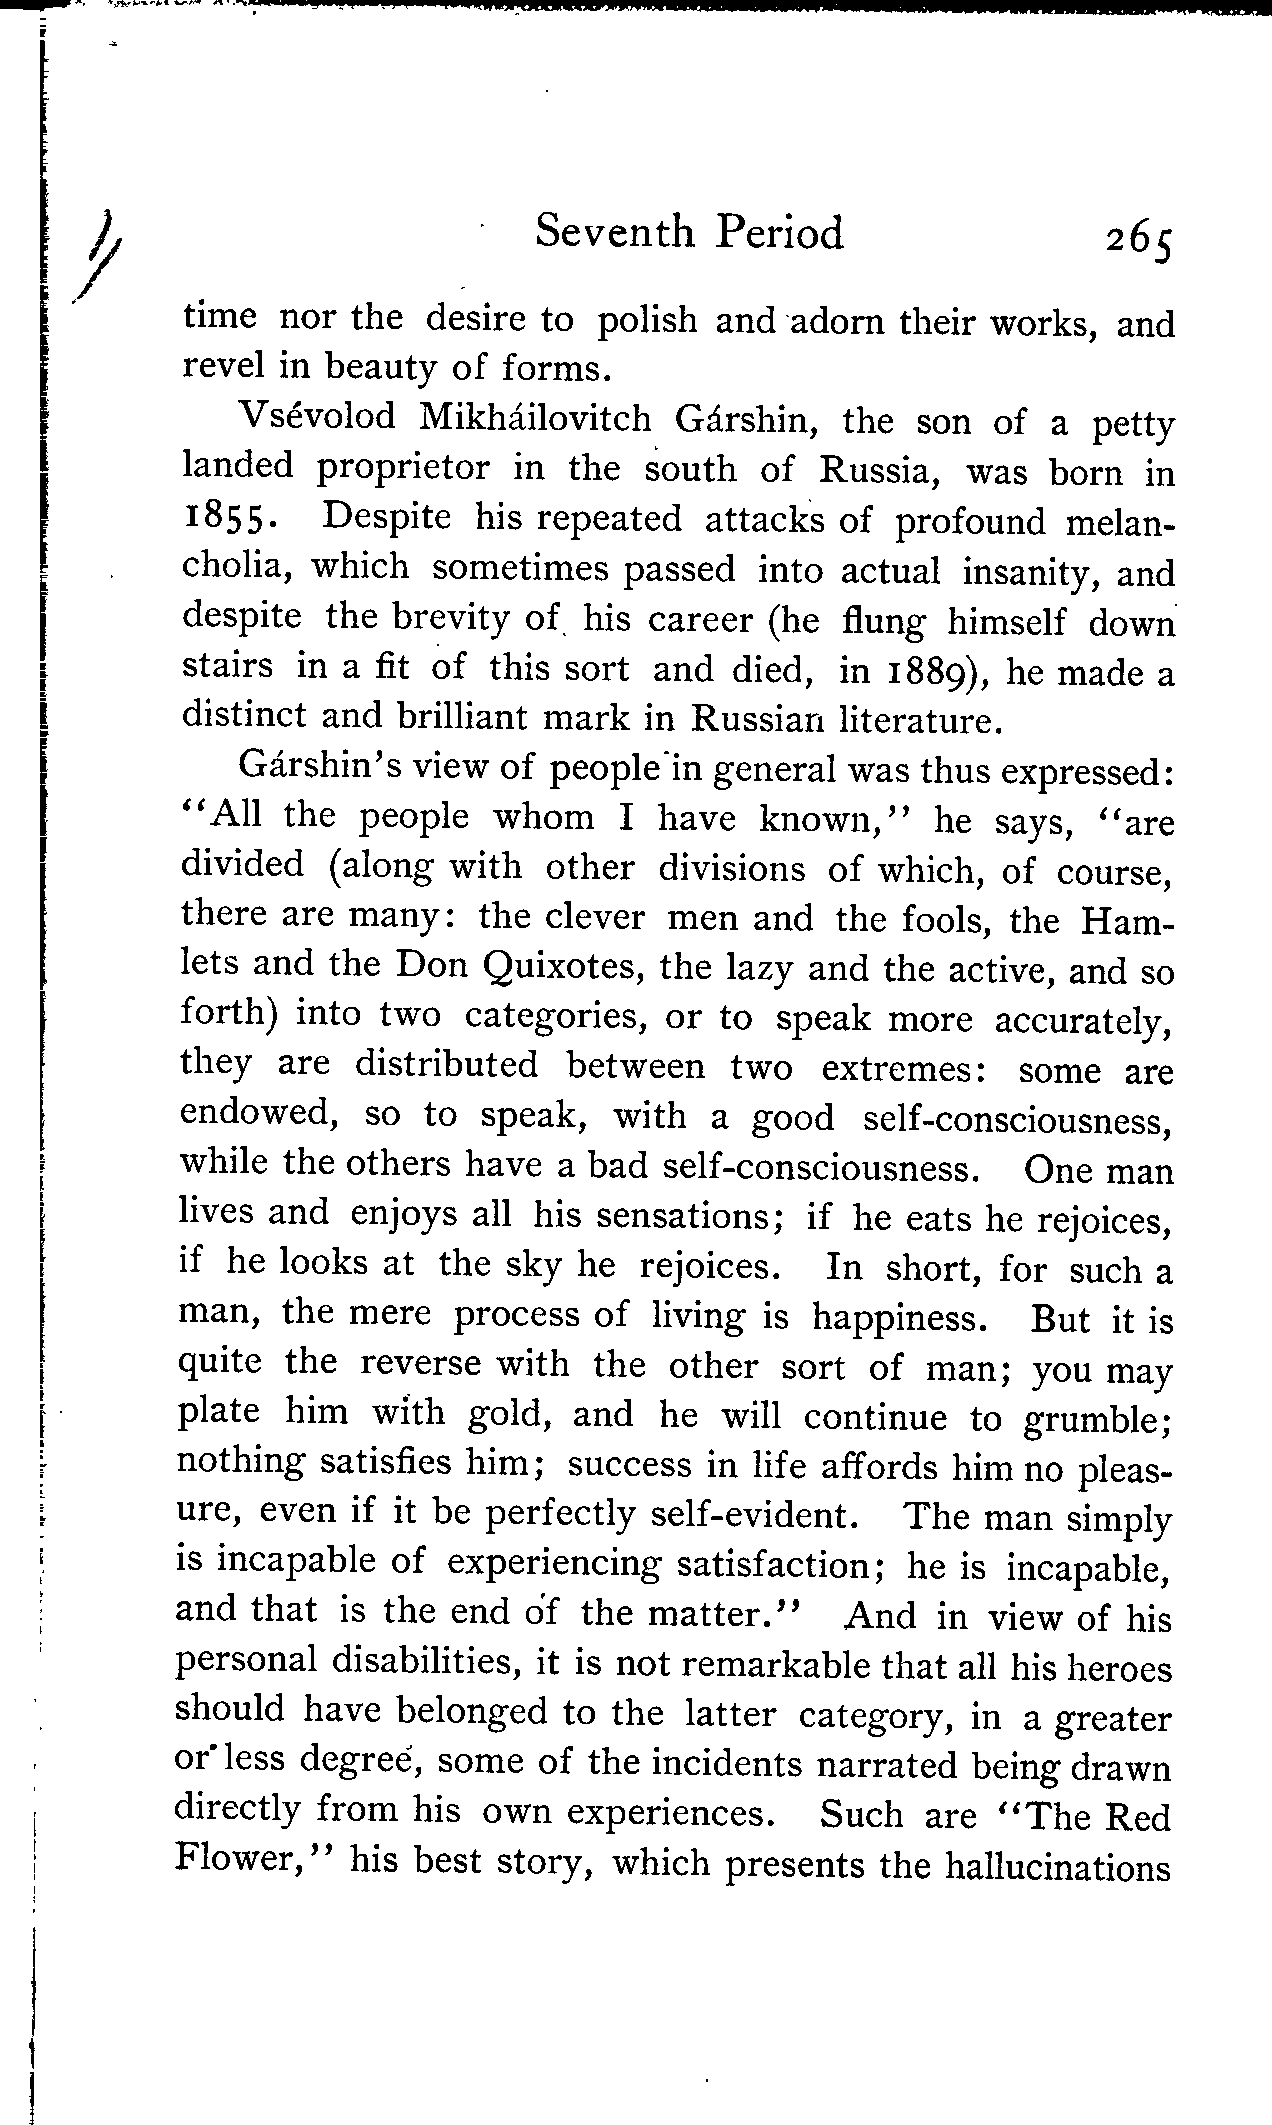 Seventh Period 265
time nor the desire to polish and adorn their works, and
revel in beauty of forms.
Vsévolod Mikháilovitch Gárshin, the son of a petty
landed proprietor in the south of Russia, was born in
1855. Despite his repeated attacks of profound melan-
cholia, which sometimes passed into actual insanity, and
despite the brevity of his career (he flung himself down
stairs in a fit of this sort and died, in 1889), he made a
distinct and brilliant mark in Russian literature.
Gárshin's view of people in general was thus expressed:
"All the people whom I have known," he says, "are
divided (along with other divisions of which, of course,
there are many: the clever men and the fools, the Ham-
lets and the Don Quixotes, the lazy and the active, and so
forth) into two categories, or to speak more accurately,
they are distributed between two extremes: some are
endowed, so to speak, with a good self-consciousness,
while the others have a bad self-consciousness. One man
lives and enjoys all his sensations; if he eats he rejoices,
if he looks at the sky he rejoices. In short, for such a
man, the mere process of living is happiness. But it is
quite the reverse with the other sort of man; you may
plate him with gold, and he will continue to grumble;
nothing satisfies him; success in life affords him no pleas-
ure, even if it be perfectly self-evident. The man simply
is incapable of experiencing satisfaction; he is incapable,
and that is the end of the matter." And in view of his
personal disabilities, it is not remarkable that all his heroes
should have belonged to the latter category, in a greater
or less degree, some of the incidents narrated being drawn
directly from his own experiences. Such are "The Red
Flower," his best story, which presents the hallucinations